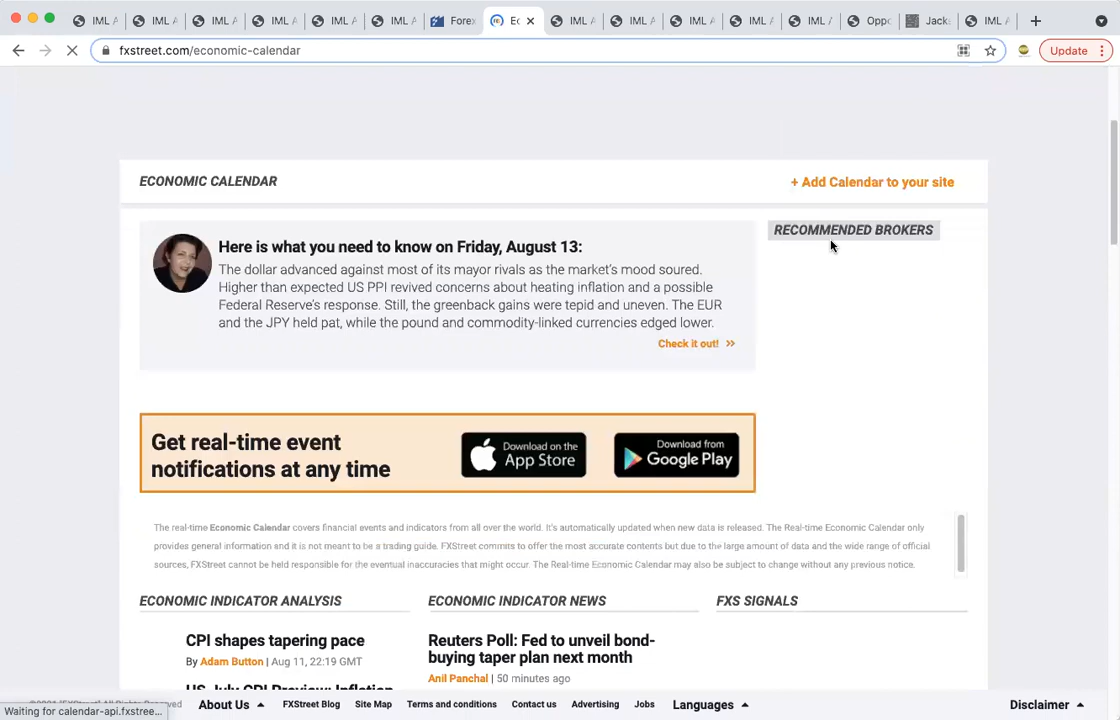 IML A
IML A
IML A
IML A
IML A
IML A
Forex
Ec
IML A
IML A
IML A
IML A
IML A
Oppo
Jacks
IML A
fxstreet.com/economic-calendar
Update
ECONOMIC CALENDAR
+ Add Calendar to your site
Here is what you need to know on Friday, August 13:
The dollar advanced against most of its mayor rivals as the market's mood soured.
Higher than expected US PPI revived concerns about heating inflation and a possible
Federal Reserve's response. Still, the greenback gains were tepid and uneven. The EUR
and the JPY held pat, while the pound and commodity-linked currencies edged lower.
Check it out! >>
RECOMMENDED BROKERS
Get real-time event
notifications at any time
Download on the
App Store
Download from
Google Play
The real-time Economic Calendar covers financial events and indicators from all over the world. It's automatically updated when new data is released. The Real-time Economic Calendar only
provides general information and it is not meant to be a trading guide. FXStreet commits to offer the most accurate contents but due to the large amount of data and the wide range of official
sources, FXStreet cannot be held responsible for the eventual inaccuracies that might occur. The Real-time Economic Calendar may also be subject to change without any previous notice.
ECONOMIC INDICATOR ANALYSIS
CPI shapes tapering pace
By Adam Button | Aug 11, 22:19 GMT
US July CPI Preview: Inflation
ECONOMIC INDICATOR NEWS
Reuters Poll: Fed to unveil bond-
buying taper plan next month
Anil Panchal | 50 minutes ago
FXS SIGNALS
Reserved
About Us
FXStreet Blog
Site Map
Terms and conditions
Contact us
Advertising
Jobs
Languages
Disclaimer
Waiting for calendar-api.fxstree...